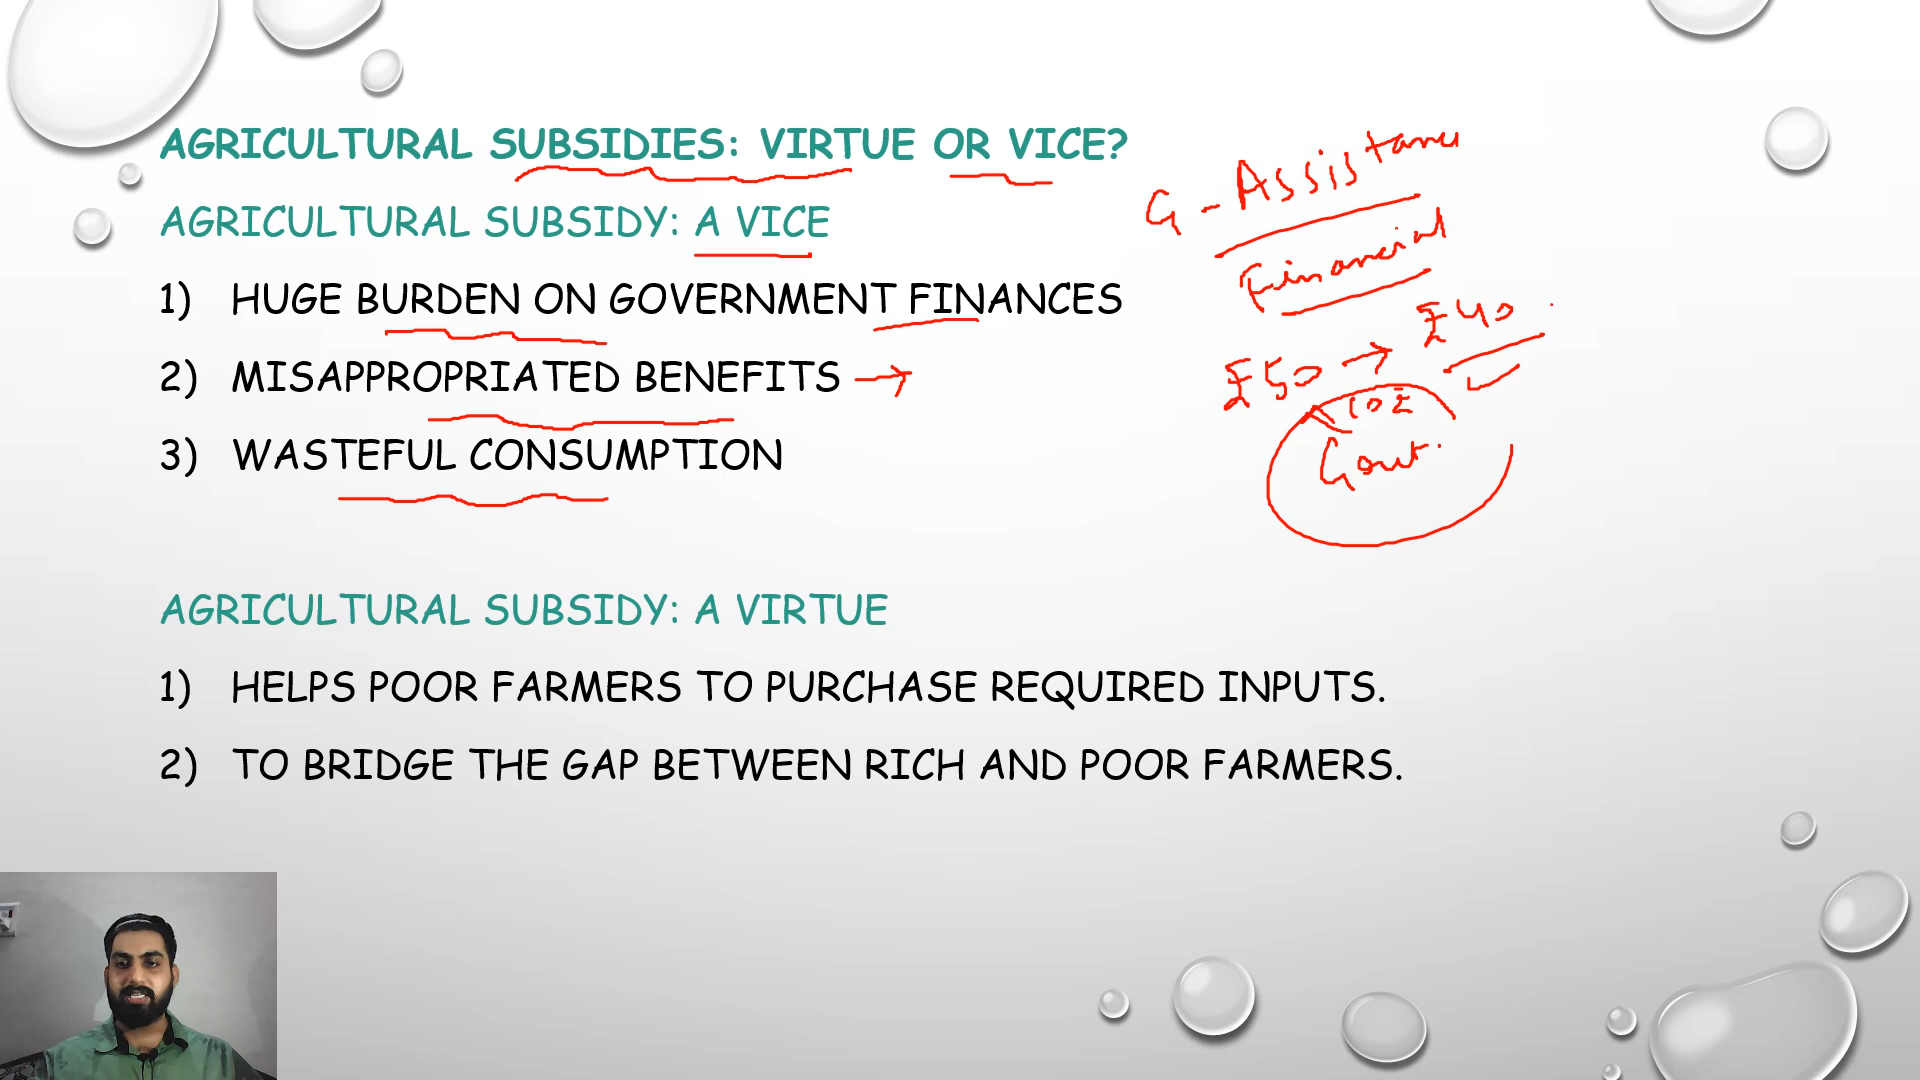 AGRICULTURAL SUBSIDIES: VIRTUE OR VICE?
AGRICULTURAL SUBSIDY: A VICE
1) HUGE BURDEN ON GOVERNMENT FINANCES
2) MISAPPROPRIATED BENEFITS →
3) WASTEFUL CONSUMPTION
AGRICULTURAL SUBSIDY: A VIRTUE
1) HELPS POOR FARMERS TO PURCHASE REQUIRED INPUTS.
2) TO BRIDGE THE GAP BETWEEN RICH AND POOR FARMERS.
G - Assistance
Financial
£50 → £40
10£
Govt.